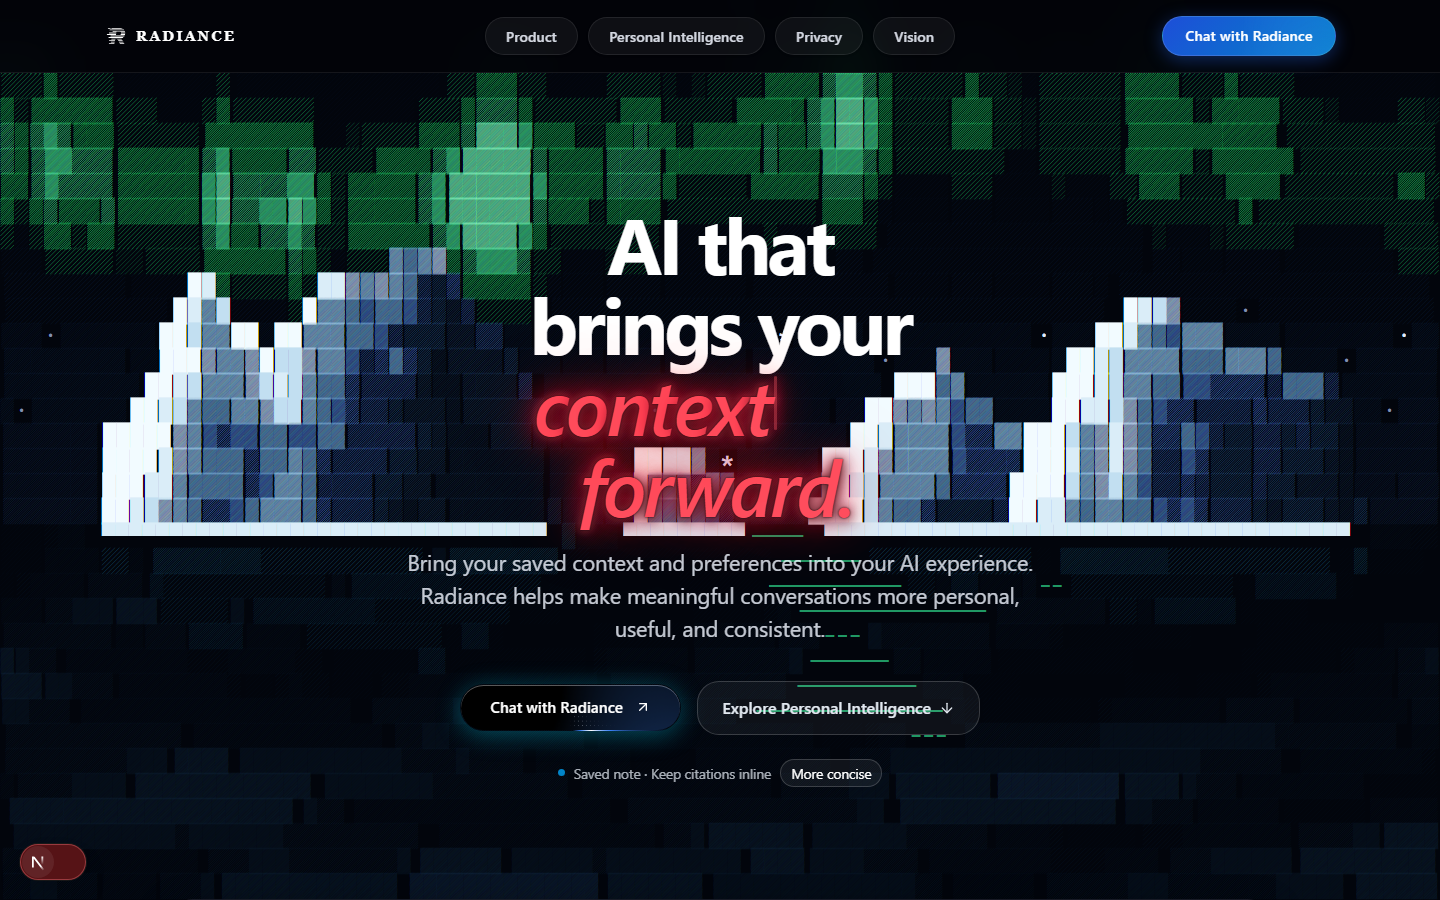 RADIANCE
Product
Personal Intelligence
Privacy
Vision
Chat with Radiance
AI that
brings your
context
*
forward.
Bring your saved context and preferences into your AI experience.
Radiance helps make meaningful conversations more personal,
useful, and consistent.
Chat with Radiance
Explore Personal Intelligence
Saved note · Keep citations inline
More concise